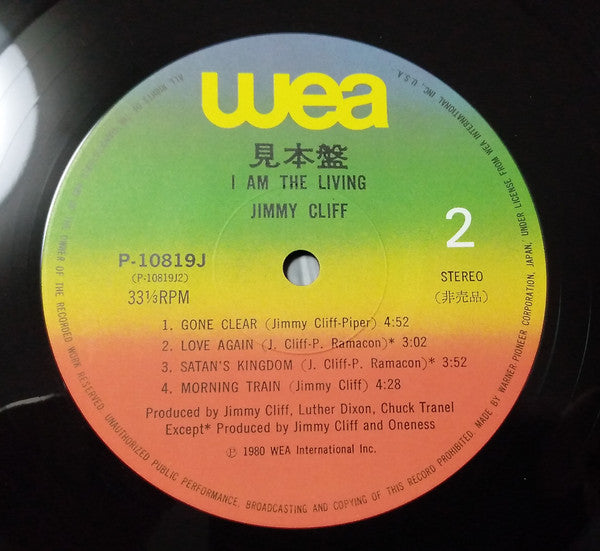 wea
見本盤
I AM THE LIVING
JIMMY CLIFF
2
P-10819J
(P-10819J2)
33⅓RPM
STEREO
(非売品)
1. GONE CLEAR (Jimmy Cliff-Piper) 4:52
2. LOVE AGAIN (J. Cliff-P. Ramacon)* 3:02
3. SATAN'S KINGDOM (J. Cliff-P. Ramacon)* 3:52
4. MORNING TRAIN (Jimmy Cliff) 4:28
Produced by Jimmy Cliff, Luther Dixon, Chuck Tranel
Except* Produced by Jimmy Cliff and Oneness
Ⓟ 1980 WEA International Inc.
ALL RIGHTS OF THE OWNER OF THE RECORDED WORK RESERVED. UNAUTHORIZED PUBLIC PERFORMANCE, BROADCASTING AND COPYING OF THIS RECORD PROHIBITED. MADE BY WARNER-PIONEER CORPORATION, JAPAN, UNDER LICENSE FROM WEA INTERNATIONAL INC., U.S.A.